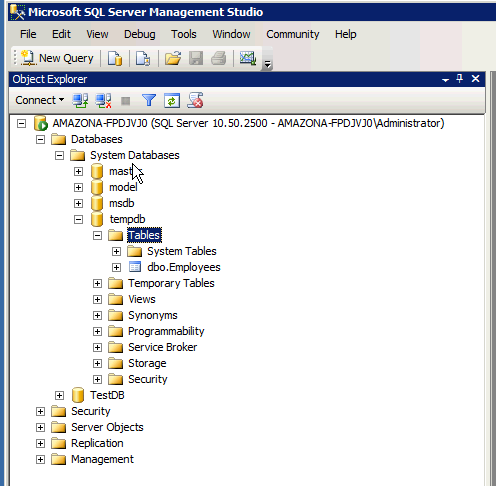 Microsoft SQL Server Management Studio
File Edit View Debug Tools Window Community Help
New Query
Object Explorer
Connect
AMAZONA-FPDJVJ0 (SQL Server 10.50.2500 - AMAZONA-FPDJVJ0\Administrator)
Databases
System Databases
master
model
msdb
tempdb
Tables
System Tables
dbo.Employees
Temporary Tables
Views
Synonyms
Programmability
Service Broker
Storage
Security
TestDB
Security
Server Objects
Replication
Management